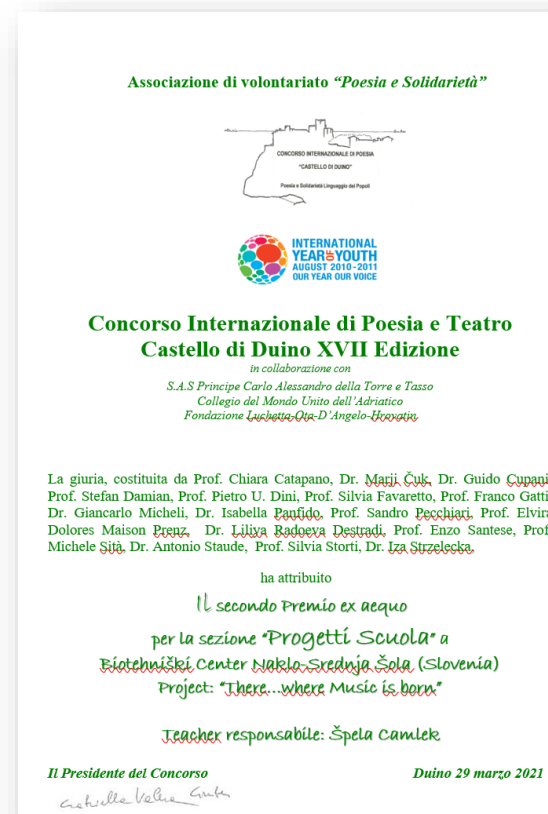 Associazione di volontariato “Poesia e Solidarietà”
CONCORSO INTERNAZIONALE DI POESIA
"CASTELLO DI DUINO"
Poesia e Solidarietà Linguaggio dei Popoli
INTERNATIONAL
YEAR OF YOUTH
AUGUST 2010-2011
OUR YEAR OUR VOICE
Concorso Internazionale di Poesia e Teatro
Castello di Duino XVII Edizione
in collaborazione con
S.A.S Principe Carlo Alessandro della Torre e Tasso
Collegio del Mondo Unito dell’Adriatico
Fondazione Luchetta-Ota-D’Angelo-Hrovatin
La giuria, costituita da Prof. Chiara Catapano, Dr. Marij Čuk, Dr. Guido Cupani
Prof. Stefan Damian, Prof. Pietro U. Dini, Prof. Silvia Favaretto, Prof. Franco Gatti
Dr. Giancarlo Micheli, Dr. Isabella Panfido, Prof. Sandro Pecchiari, Prof. Elvira
Dolores Maison Prenz, Dr. Liliya Radoeva Destradi, Prof. Enzo Santese, Prof
Michele Sità, Dr. Antonio Staude, Prof. Silvia Storti, Dr. Iza Strzelecka,
ha attribuito
Il secondo Premio ex aequo
per la sezione “Progetti Scuola” a
Biotehniški Center Naklo-Srednja Šola (Slovenia)
Project: “There...where Music is born”
Teacher responsabile: Špela Camlek
Il Presidente del Concorso Duino 29 marzo 2021